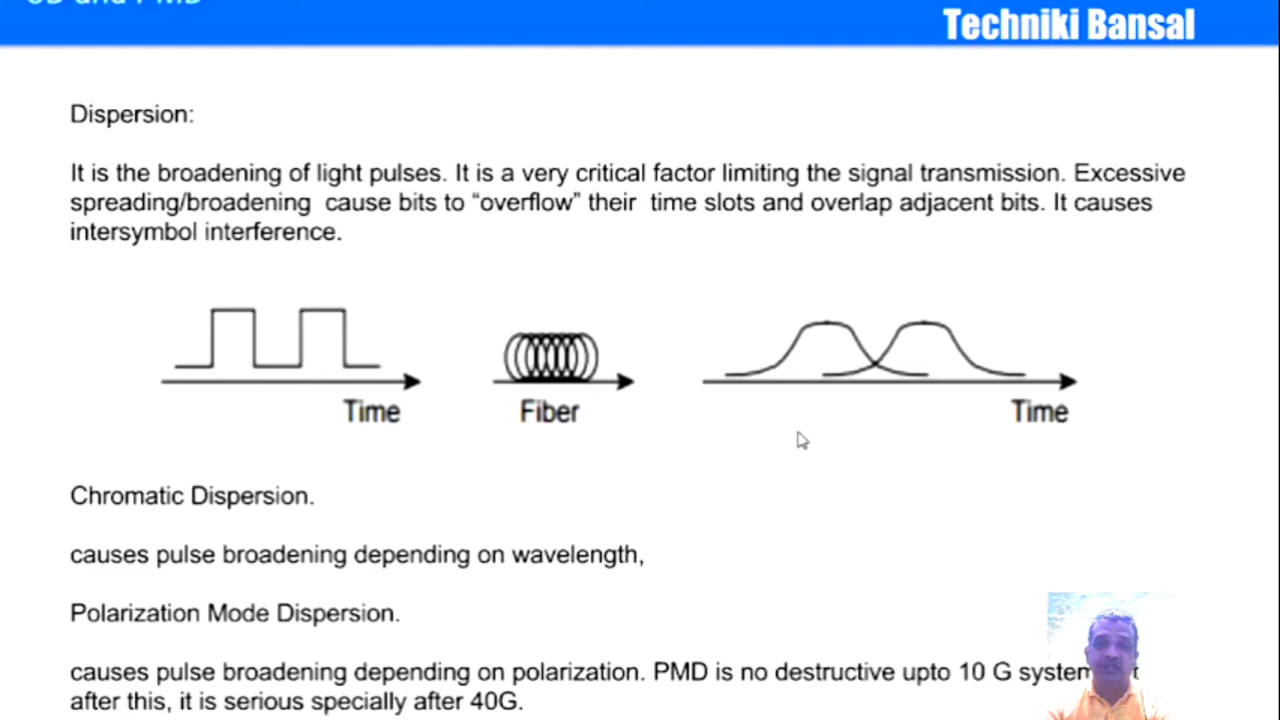 CD and PMD
Techniki Bansal
Dispersion:
It is the broadening of light pulses. It is a very critical factor limiting the signal transmission. Excessive
spreading/broadening cause bits to “overflow” their time slots and overlap adjacent bits. It causes
intersymbol interference.
Time
Fiber
Time
Chromatic Dispersion.
causes pulse broadening depending on wavelength,
Polarization Mode Dispersion.
causes pulse broadening depending on polarization. PMD is no destructive upto 10 G
after this, it is serious specially after 40G.